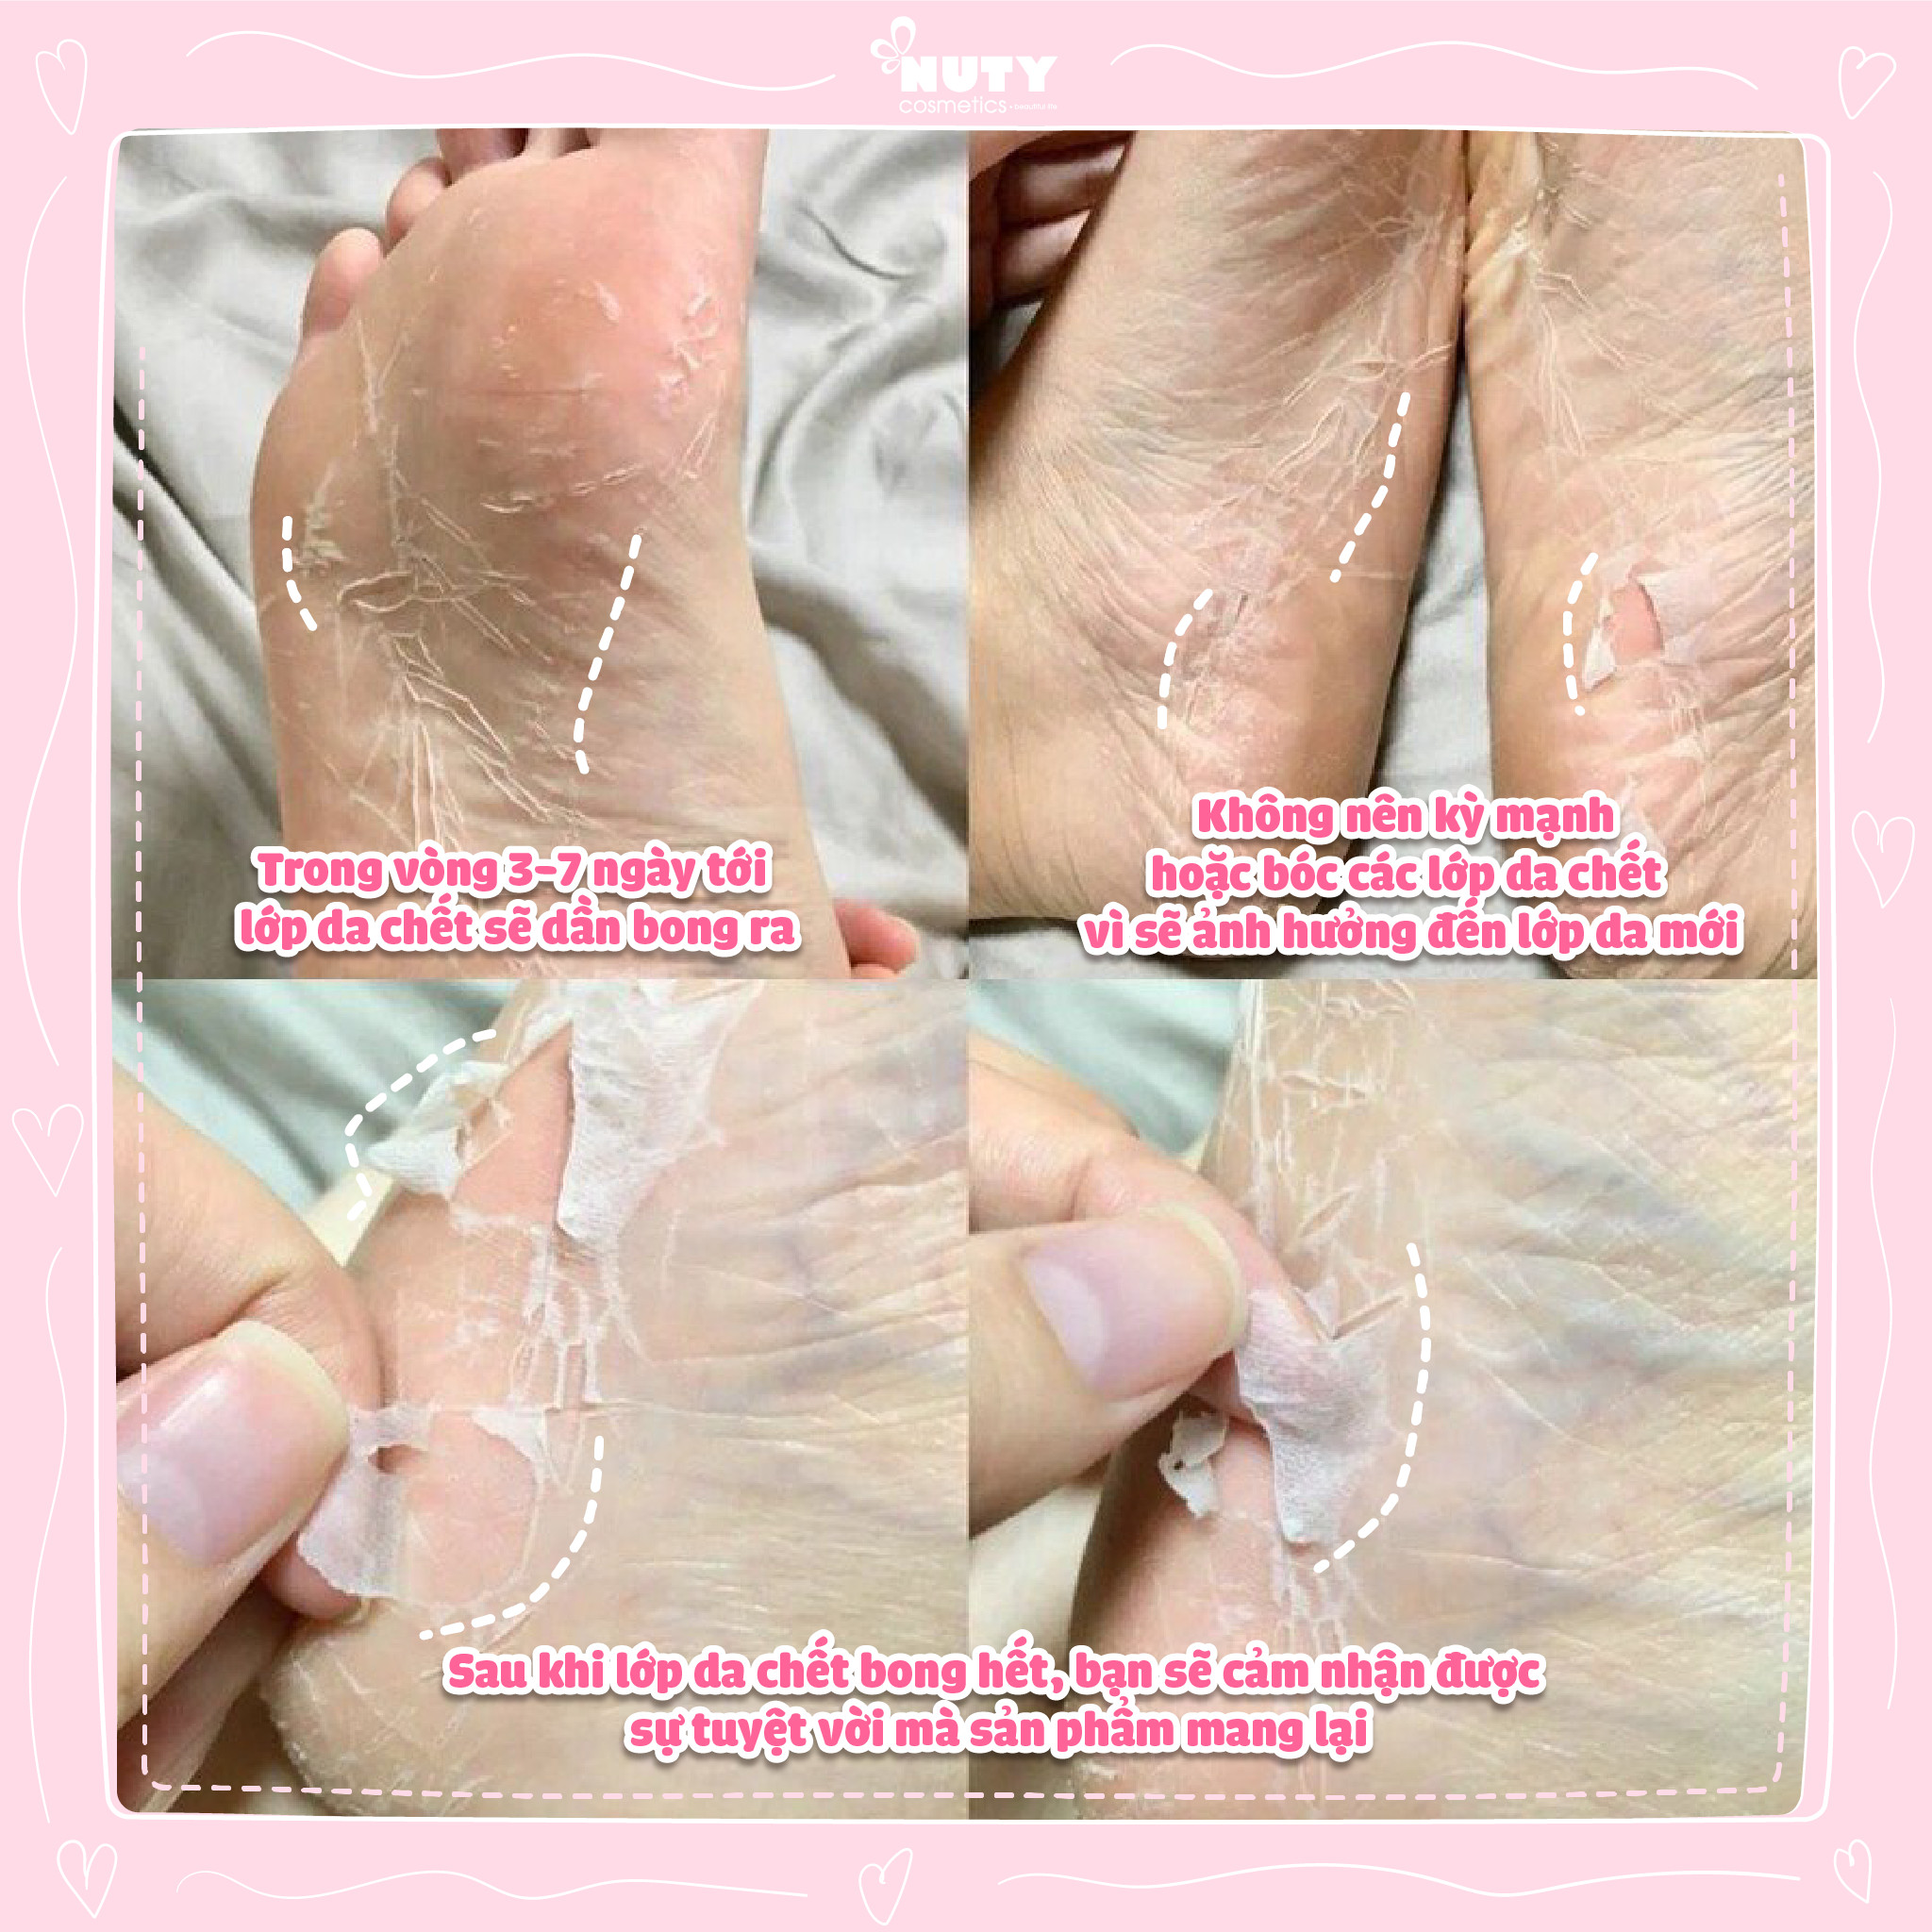 NUTY
cosmetics - beautiful life
Trong vòng 3-7 ngày tới
lớp da chết sẽ dần bong ra
Không nên kỳ mạnh
hoặc bóc các lớp da chết
vì sẽ ảnh hưởng đến lớp da mới
Sau khi lớp da chết bong hết, bạn sẽ cảm nhận được
sự tuyệt vời mà sản phẩm mang lại